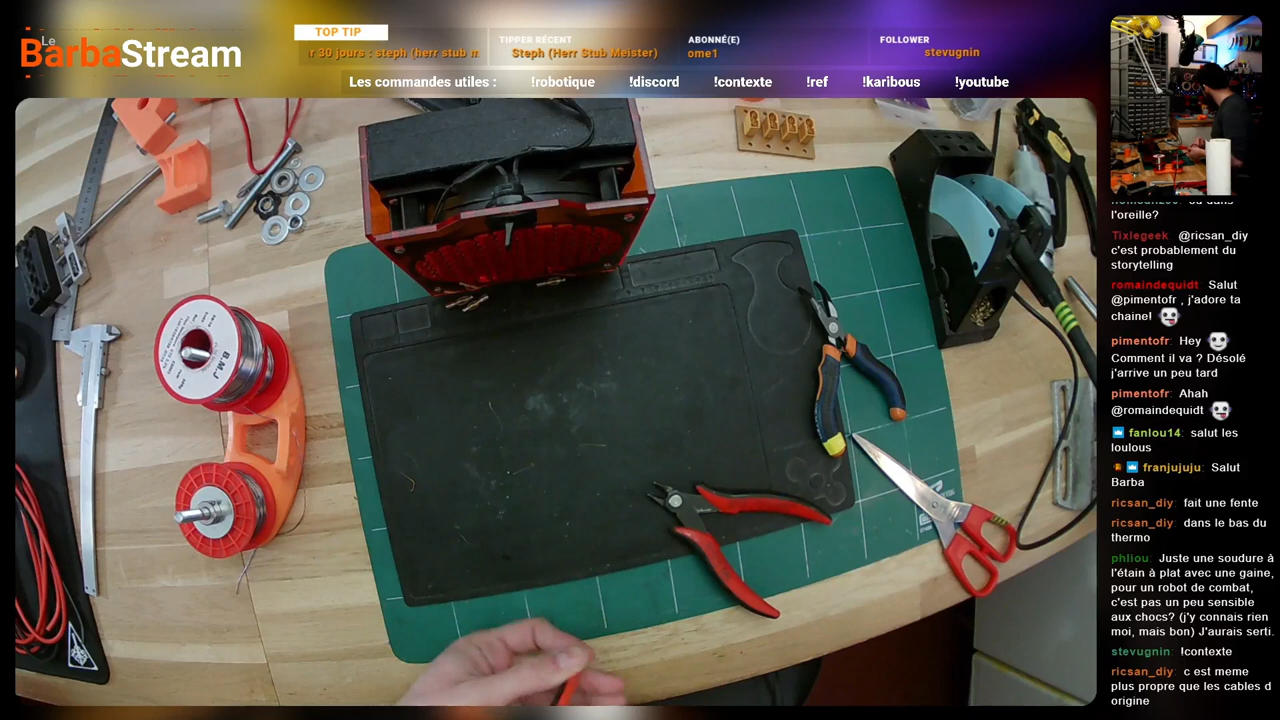 Le
BarbaStream
TOP TIP
r 30 jours : steph (herr stub m
TIPPER RÉCENT
Steph (Herr Stub Meister)
ABONNÉ(E)
ome1
FOLLOWER
stevugnin
Les commandes utiles : !robotique !discord !contexte !ref !karibous !youtube
l'oreille?
Tixlegeek @ricsan_diy
c'est probablement du
storytelling
romaindequidt Salut
@pimentofr , j'adore ta
chaine!
pimentofr: Hey
Comment il va ? Désolé
j'arrive un peu tard
pimentofr: Ahah
@romaindequidt
fanlou14: salut les
loulous
franjujuju: Salut
Barba
ricsan_diy: fait une fente
ricsan_diy: dans le bas du
thermo
phliou: Juste une soudure à
l'étain à plat avec une gaine,
pour un robot de combat,
c'est pas un peu sensible
aux chocs? (j'y connais rien
moi, mais bon) J'aurais serti.
stevugnin: !contexte
ricsan_diy: c est meme
plus propre que les cables d
origine
B.M.J